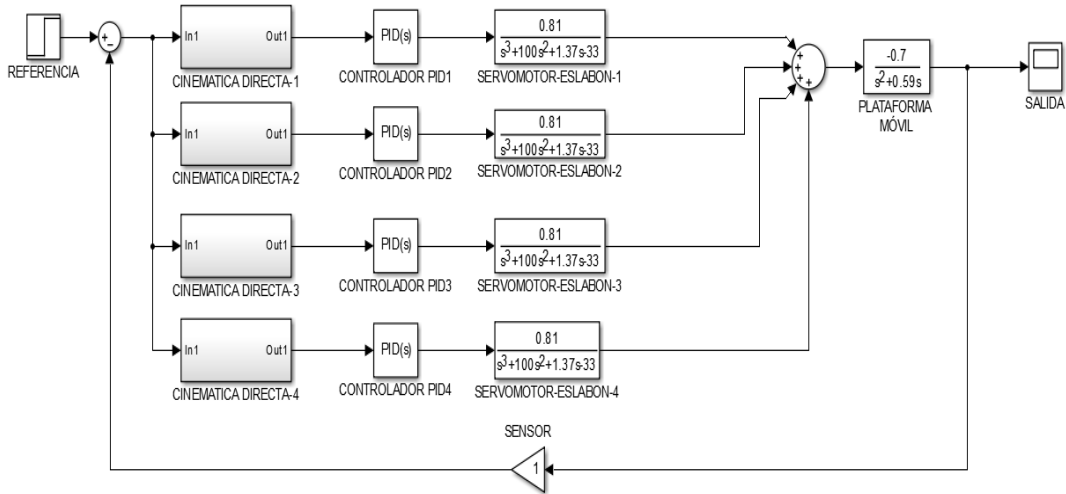 REFERENCIA
+
−
In1 Out1
CINEMATICA DIRECTA-1
PID(s)
CONTROLADOR PID1
0.81
s³+100s²+1.37s-33
SERVOMOTOR-ESLABON-1
In1 Out1
CINEMATICA DIRECTA-2
PID(s)
CONTROLADOR PID2
0.81
s³+100s²+1.37s-33
SERVOMOTOR-ESLABON-2
In1 Out1
CINEMATICA DIRECTA-3
PID(s)
CONTROLADOR PID3
0.81
s³+100s²+1.37s-33
SERVOMOTOR-ESLABON-3
In1 Out1
CINEMATICA DIRECTA-4
PID(s)
CONTROLADOR PID4
0.81
s³+100s²+1.37s-33
SERVOMOTOR-ESLABON-4
+
+
+
+
-0.7
s²+0.59s
PLATAFORMA
MÓVIL
SALIDA
SENSOR
1